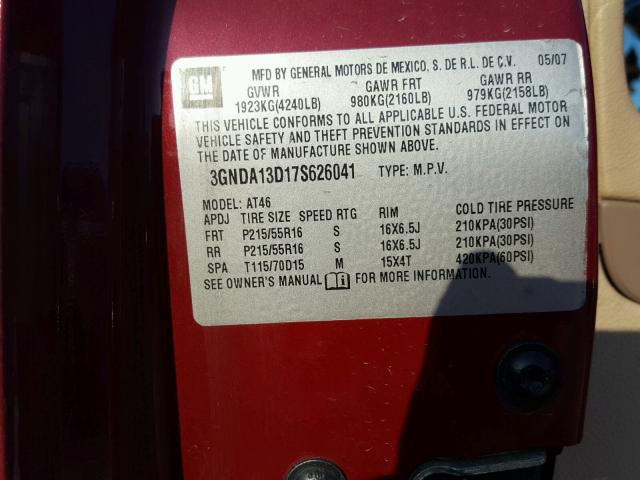 GM
MFD BY GENERAL MOTORS DE MEXICO, S. DE R.L. DE C.V. 05/07
GVWR GAWR FRT GAWR RR
1923KG(4240LB) 980KG(2160LB) 979KG(2158LB)
THIS VEHICLE CONFORMS TO ALL APPLICABLE U.S. FEDERAL MOTOR
VEHICLE SAFETY AND THEFT PREVENTION STANDARDS IN EFFECT ON
THE DATE OF MANUFACTURE SHOWN ABOVE.
3GNDA13D17S626041 TYPE: M.P.V.
MODEL: AT46
APDJ TIRE SIZE SPEED RTG RIM COLD TIRE PRESSURE
FRT P215/55R16 S 16X6.5J 210KPA(30PSI)
RR P215/55R16 S 16X6.5J 210KPA(30PSI)
SPA T115/70D15 M 15X4T 420KPA(60PSI)
SEE OWNER'S MANUAL FOR MORE INFORMATION.